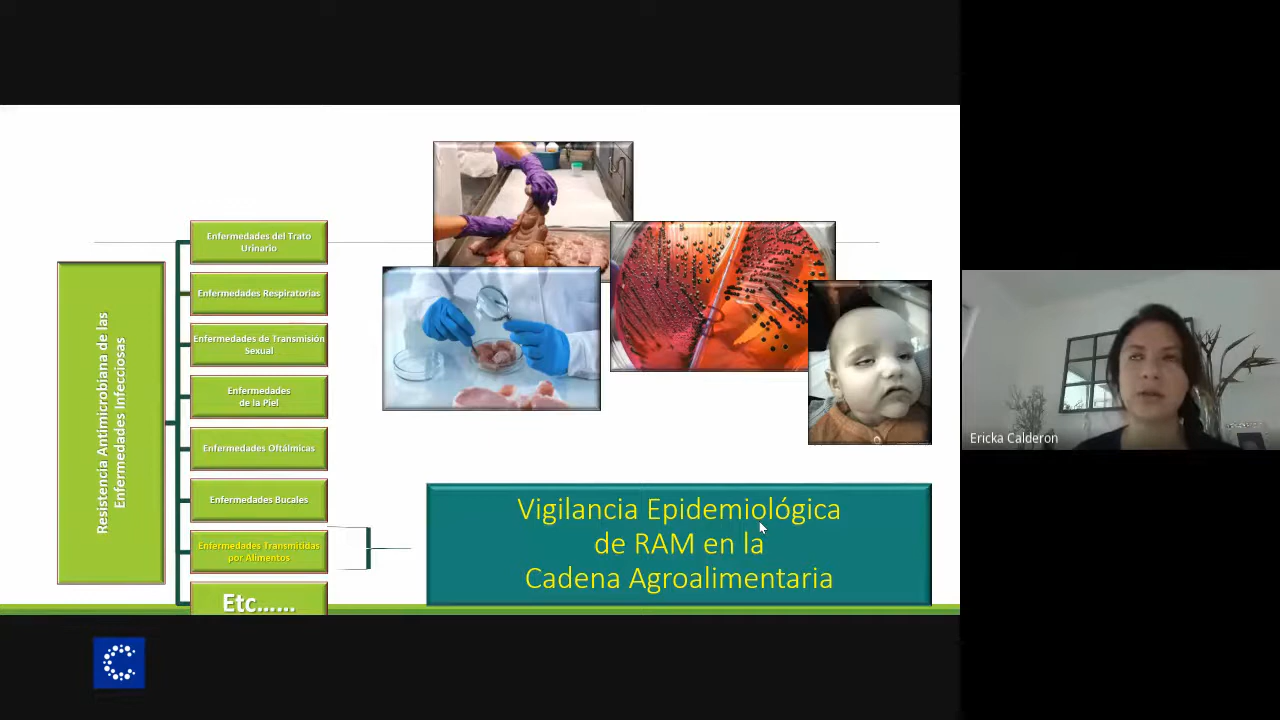 Resistencia Antimicrobiana de las
Enfermedades Infecciosas
Enfermedades del Trato
Urinario
Enfermedades Respiratorias
Enfermedades de Transmisión
Sexual
Enfermedades
de la Piel
Enfermedades Oftálmicas
Enfermedades Bucales
Enfermedades Transmitidas
por Alimentos
Etc......
Vigilancia Epidemiológica
de RAM en la
Cadena Agroalimentaria
Ericka Calderon